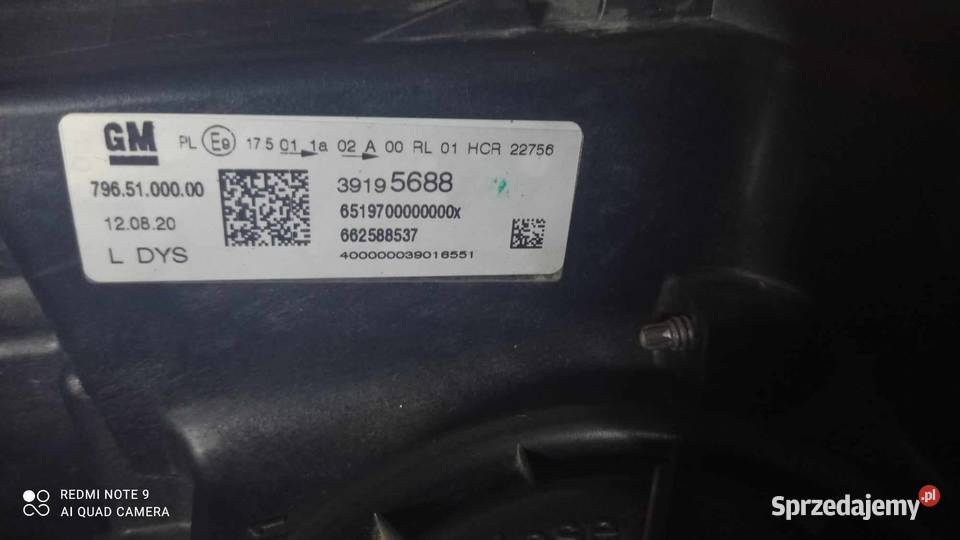 GM PL E9 17.5 01 1a 02 A 00 RL 01 HCR 22756
796.51.000.00
39195688
12.08.20
6519700000000x
662588537
L DYS
400000039016551
REDMI NOTE 9
AI QUAD CAMERA
Sprzedajemy.pl